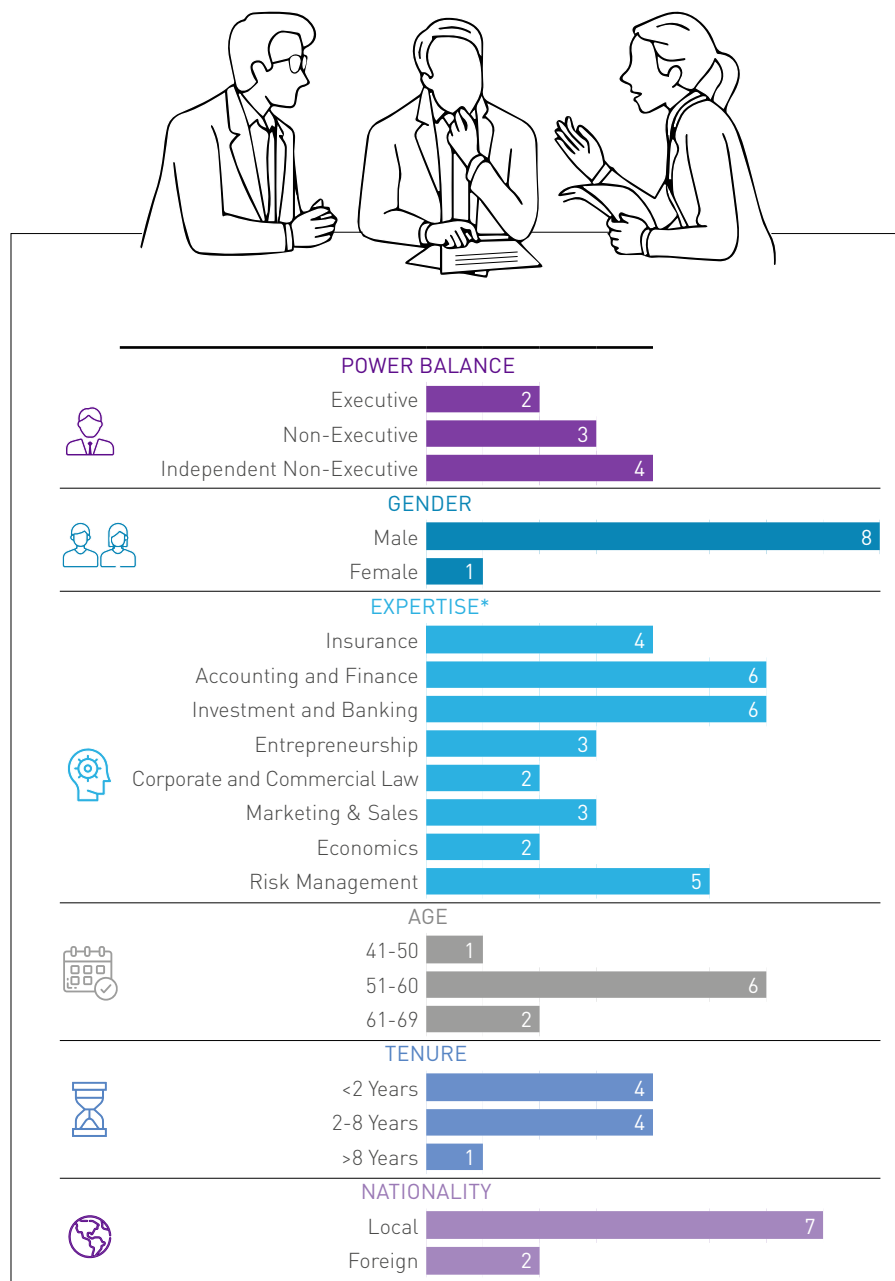 POWER BALANCE
Executive 2
Non-Executive 3
Independent Non-Executive 4
GENDER
Male 8
Female 1
EXPERTISE*
Insurance 4
Accounting and Finance 6
Investment and Banking 6
Entrepreneurship 3
Corporate and Commercial Law 2
Marketing & Sales 3
Economics 2
Risk Management 5
AGE
41-50 1
51-60 6
61-69 2
TENURE
<2 Years 4
2-8 Years 4
>8 Years 1
NATIONALITY
Local 7
Foreign 2